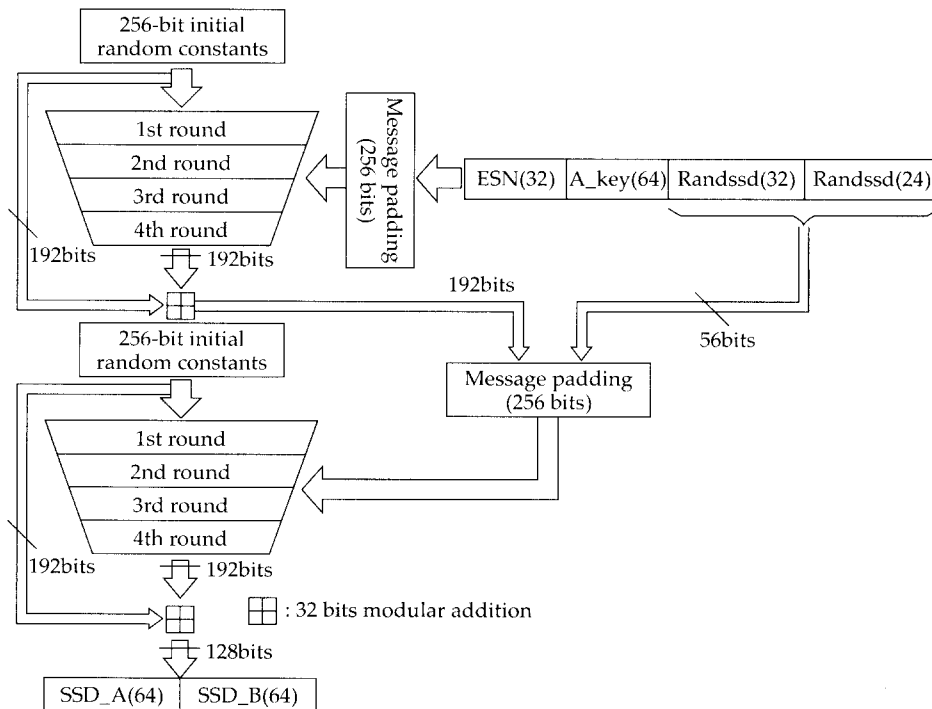 256-bit initial
random constants
1st round
2nd round
3rd round
4th round
Message padding
(256 bits)
ESN(32) A_key(64) Randssd(32) Randssd(24)
192bits
192bits
192bits
56bits
256-bit initial
random constants
Message padding
(256 bits)
1st round
2nd round
3rd round
4th round
192bits
192bits
: 32 bits modular addition
128bits
SSD_A(64) SSD_B(64)